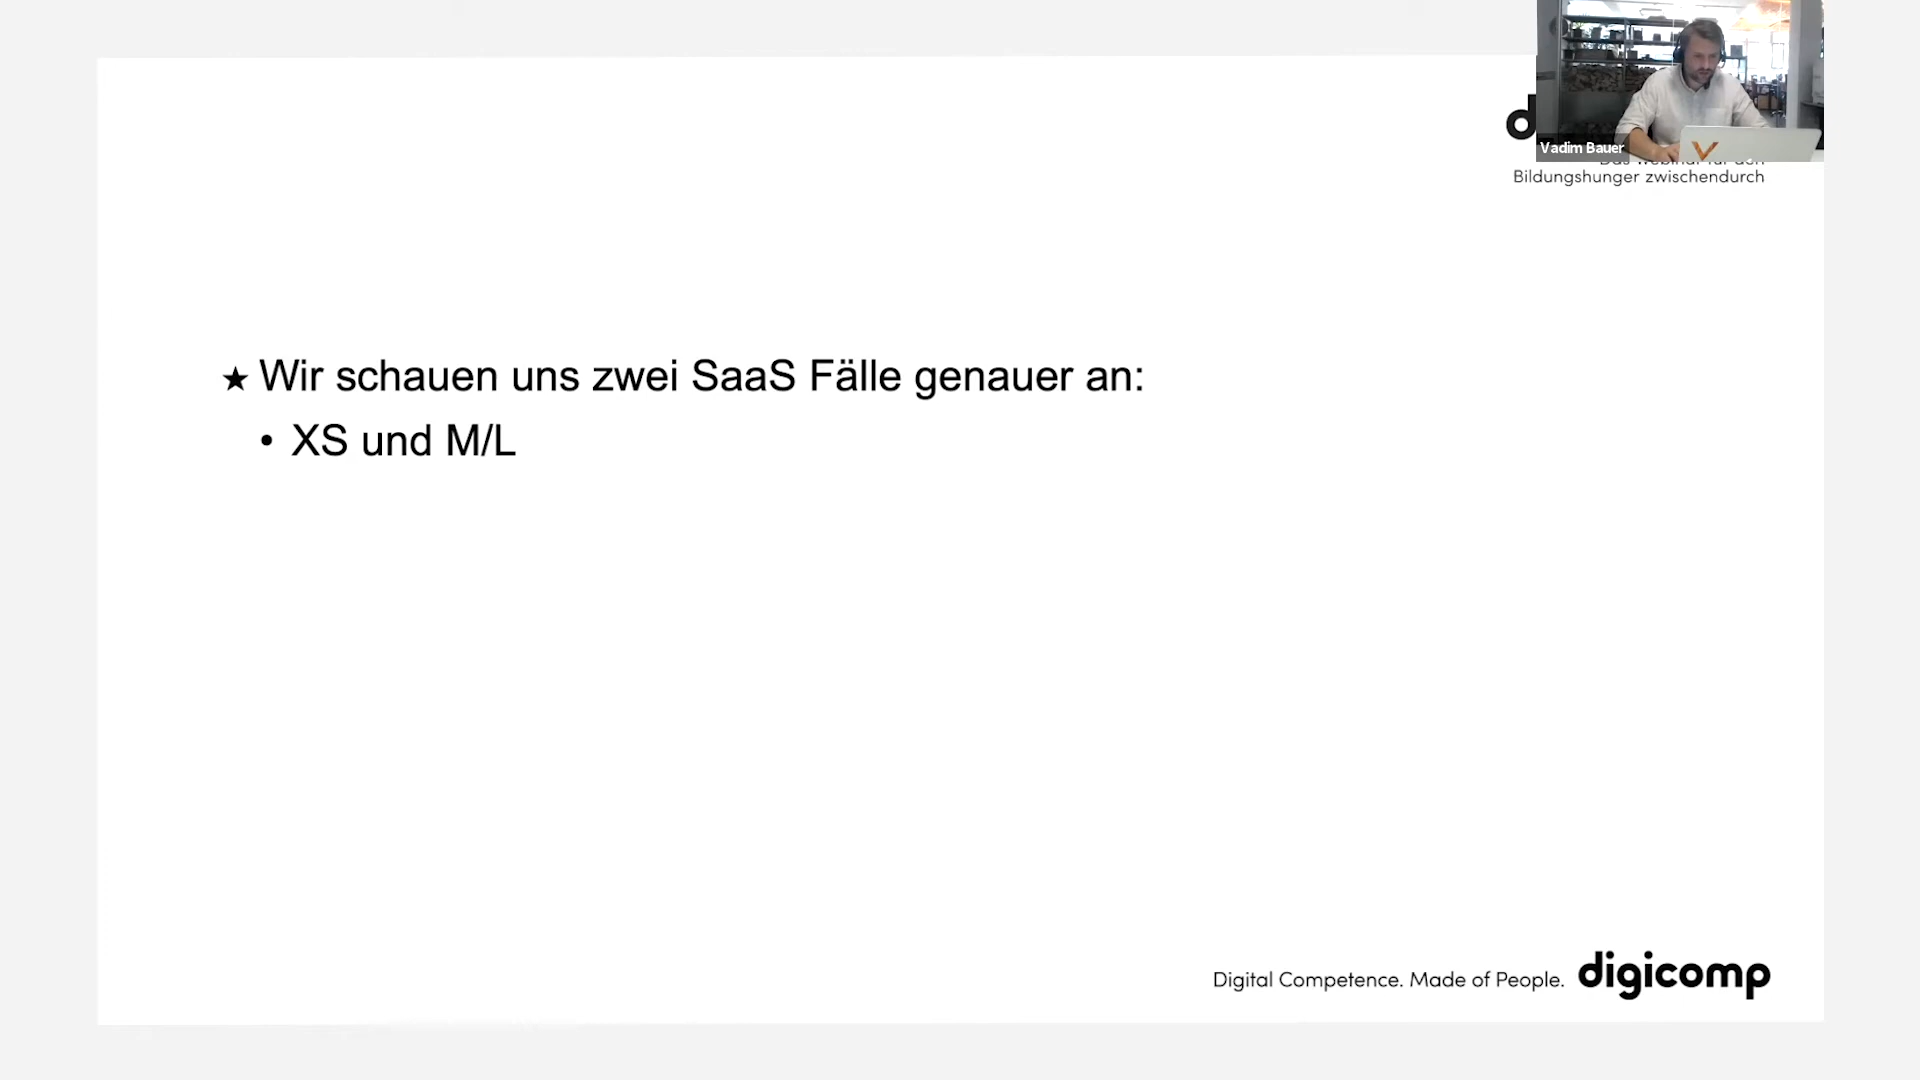 Vadim Bauer
Bildungshunger zwischendurch
★ Wir schauen uns zwei SaaS Fälle genauer an:
• XS und M/L
Digital Competence. Made of People. digicomp